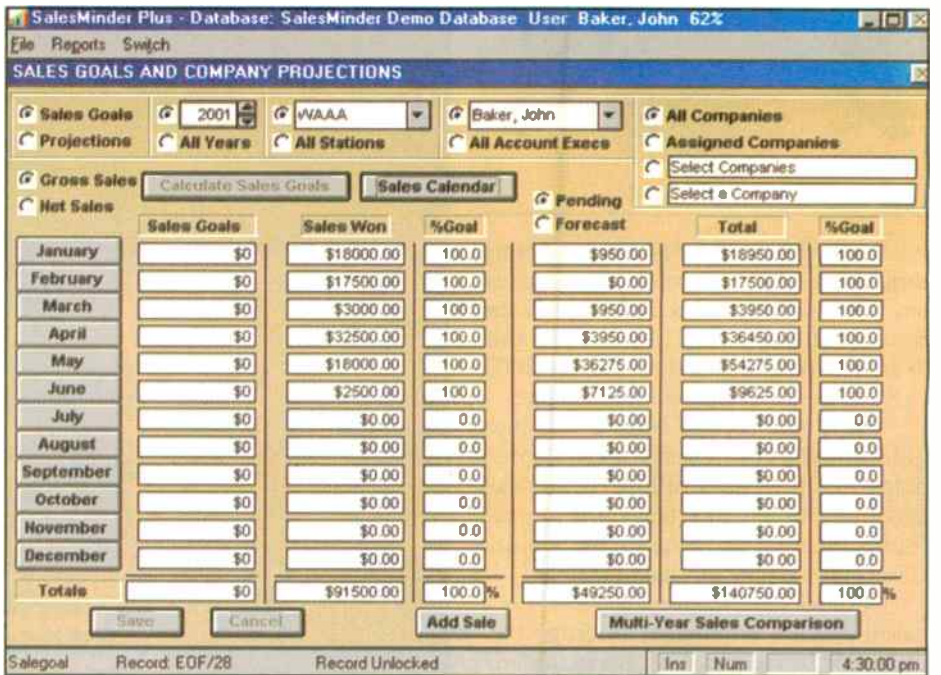 SalesMinder Plus - Database: SalesMinder Demo Database User Baker, John 62%
File Reports Switch
SALES GOALS AND COMPANY PROJECTIONS
Sales Goals 2001 WAAA Baker, John All Companies
Projections All Years All Stations All Account Execs Assigned Companies
Select Companies
Gross Sales Calculate Sales Goals Sales Calendar Select a Company
Net Sales Pending
Sales Goals Sales Won %Goal Forecast Total %Goal
January $0 $18000.00 100.0 $950.00 $18950.00 100.0
February $0 $17500.00 100.0 $0.00 $17500.00 100.0
March $0 $3000.00 100.0 $950.00 $3950.00 100.0
April $0 $32500.00 100.0 $3950.00 $36450.00 100.0
May $0 $18000.00 100.0 $36275.00 $54275.00 100.0
June $0 $2500.00 100.0 $7125.00 $9625.00 100.0
July $0 $0.00 0.0 $0.00 $0.00 0.0
August $0 $0.00 0.0 $0.00 $0.00 0.0
September $0 $0.00 0.0 $0.00 $0.00 0.0
October $0 $0.00 0.0 $0.00 $0.00 0.0
November $0 $0.00 0.0 $0.00 $0.00 0.0
December $0 $0.00 0.0 $0.00 $0.00 0.0
Totals $0 $91500.00 100.0 % $49250.00 $140750.00 100.0 %
Save Cancel Add Sale Multi-Year Sales Comparison
Salegoal Record: EOF/28 Record Unlocked Ins Num 4:30:00 pm